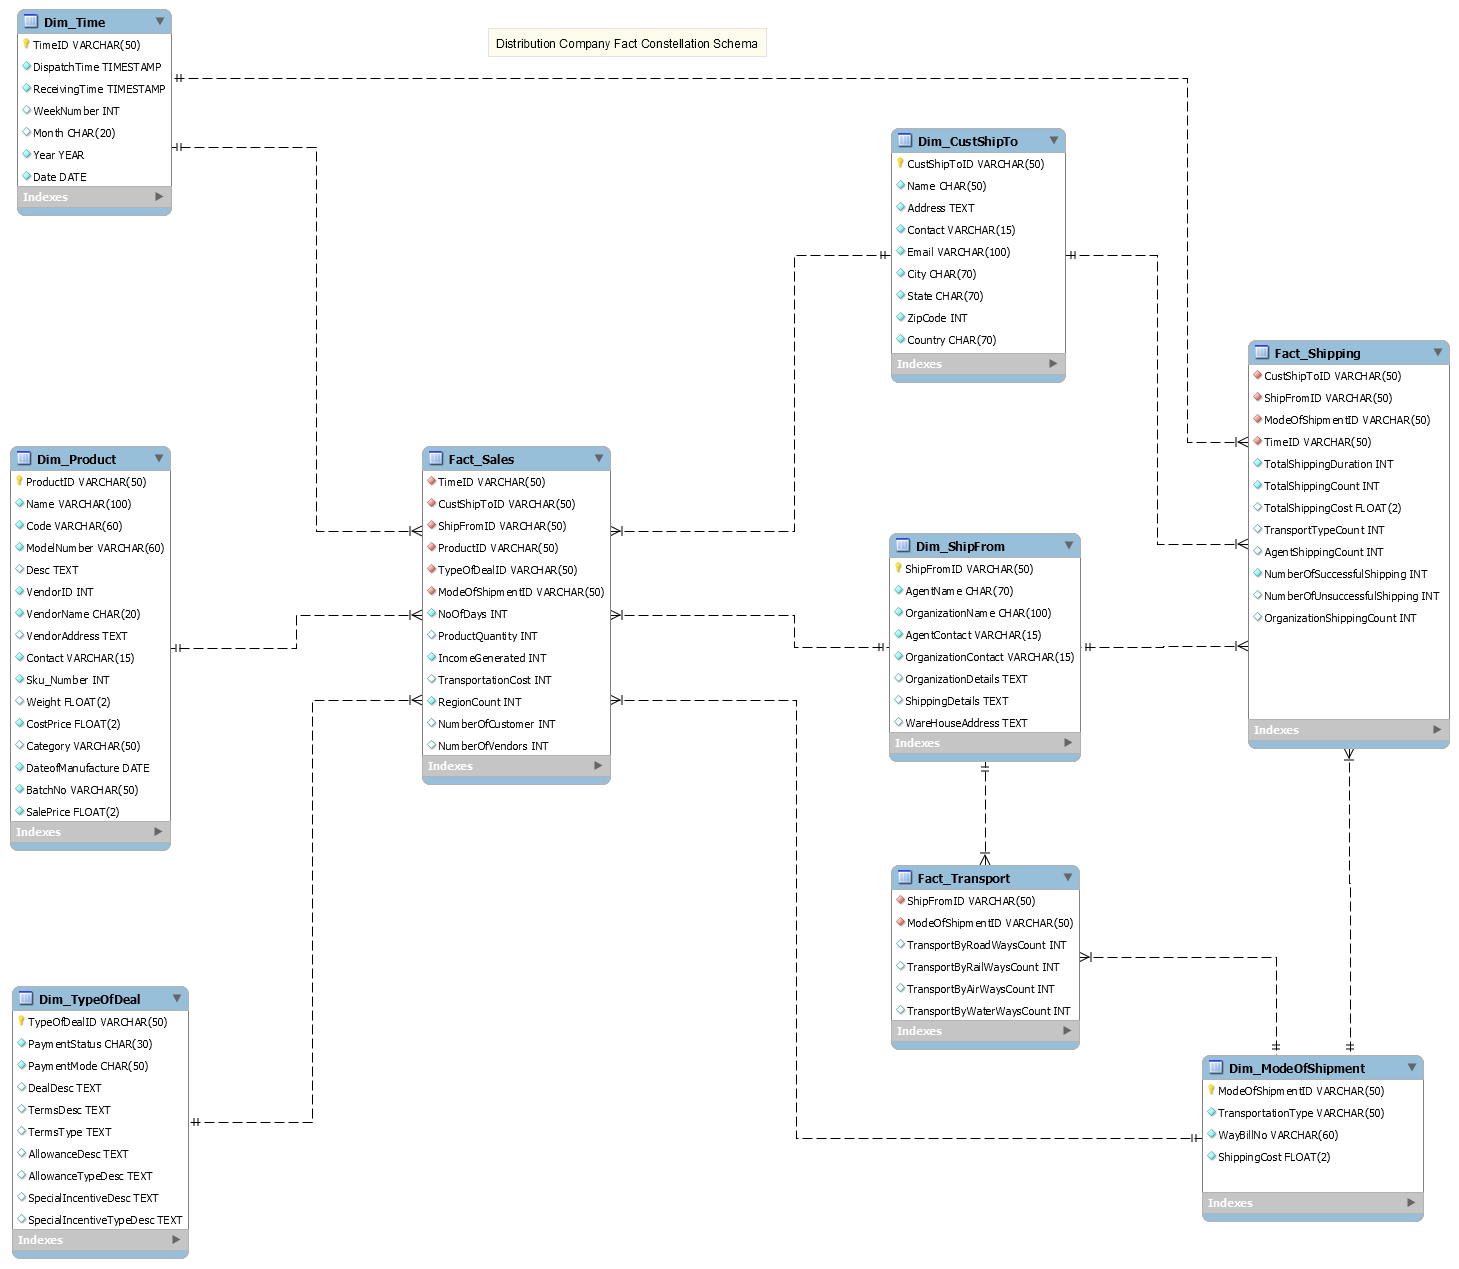 Dim_Time
TimeID VARCHAR(50)
DispatchTime TIMESTAMP
ReceivingTime TIMESTAMP
WeekNumber INT
Month CHAR(20)
Year YEAR
Date DATE
Indexes
Distribution Company Fact Constellation Schema
Dim_CustShipTo
CustShipToID VARCHAR(50)
Name CHAR(50)
Address TEXT
Contact VARCHAR(15)
Email VARCHAR(100)
City CHAR(70)
State CHAR(70)
ZipCode INT
Country CHAR(70)
Indexes
Fact_Shipping
CustShipToID VARCHAR(50)
ShipFromID VARCHAR(50)
ModeOfShipmentID VARCHAR(50)
TimeID VARCHAR(50)
TotalShippingDuration INT
TotalShippingCount INT
TotalShippingCost FLOAT(2)
TransportTypeCount INT
AgentShippingCount INT
NumberOfSuccessfulShipping INT
NumberOfUnsuccessfulShipping INT
OrganizationShippingCount INT
Indexes
Dim_Product
ProductID VARCHAR(50)
Name VARCHAR(100)
Code VARCHAR(60)
ModelNumber VARCHAR(60)
Desc TEXT
VendorID INT
VendorName CHAR(20)
VendorAddress TEXT
Contact VARCHAR(15)
Sku_Number INT
Weight FLOAT(2)
CostPrice FLOAT(2)
Category VARCHAR(50)
DateofManufacture DATE
BatchNo VARCHAR(50)
SalePrice FLOAT(2)
Indexes
Fact_Sales
TimeID VARCHAR(50)
CustShipToID VARCHAR(50)
ShipFromID VARCHAR(50)
ProductID VARCHAR(50)
TypeOfDealID VARCHAR(50)
ModeOfShipmentID VARCHAR(50)
NoOfDays INT
ProductQuantity INT
IncomeGenerated INT
TransportationCost INT
RegionCount INT
NumberOfCustomer INT
NumberOfVendors INT
Indexes
Dim_ShipFrom
ShipFromID VARCHAR(50)
AgentName CHAR(70)
OrganizationName CHAR(100)
AgentContact VARCHAR(15)
OrganizationContact VARCHAR(15)
OrganizationDetails TEXT
ShippingDetails TEXT
WareHouseAddress TEXT
Indexes
Fact_Transport
ShipFromID VARCHAR(50)
ModeOfShipmentID VARCHAR(50)
TransportByRoadWaysCount INT
TransportByRailWaysCount INT
TransportByAirWaysCount INT
TransportByWaterWaysCount INT
Indexes
Dim_TypeOfDeal
TypeOfDealID VARCHAR(50)
PaymentStatus CHAR(30)
PaymentMode CHAR(50)
DealDesc TEXT
TermsDesc TEXT
TermsType TEXT
AllowanceDesc TEXT
AllowanceTypeDesc TEXT
SpecialIncentiveDesc TEXT
SpecialIncentiveTypeDesc TEXT
Indexes
Dim_ModeOfShipment
ModeOfShipmentID VARCHAR(50)
TransportationType VARCHAR(50)
WayBillNo VARCHAR(60)
ShippingCost FLOAT(2)
Indexes